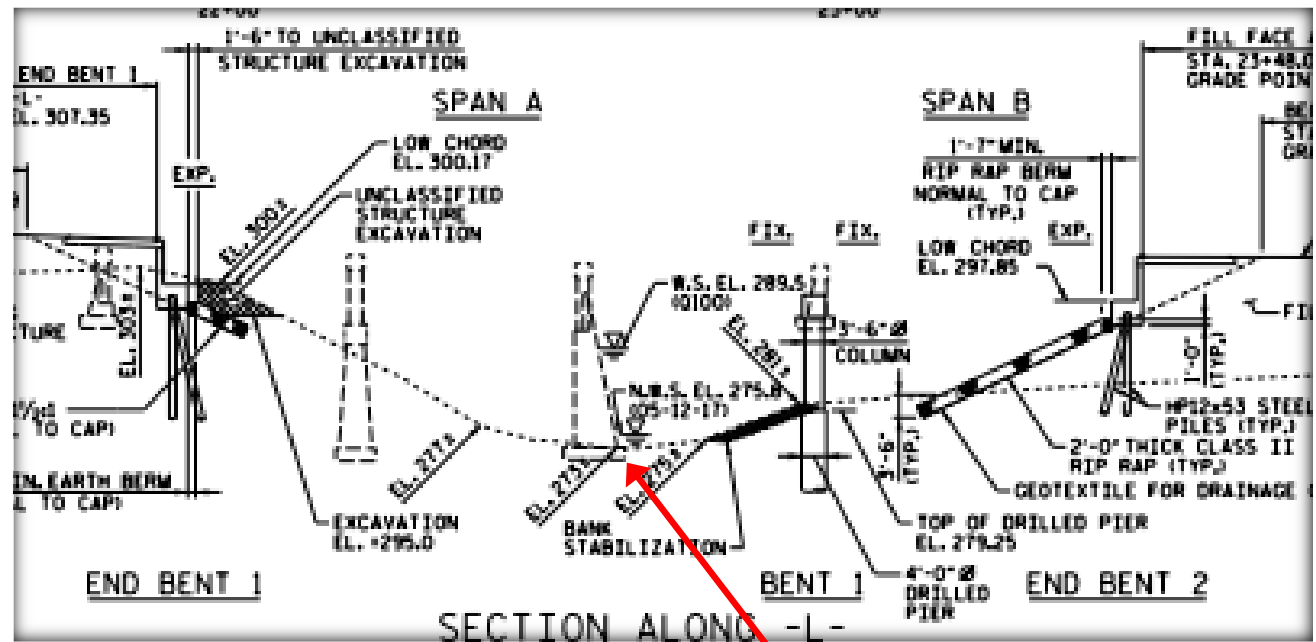 22+00
23+00
1'-6" TO UNCLASSIFIED
STRUCTURE EXCAVATION
END BENT 1
-L-
EL. 307.35
SPAN A
LOW CHORD
EL. 300.17
UNCLASSIFIED
STRUCTURE
EXCAVATION
EXP.
EL. 300±
EL. 303±
TO CAP)
EARTH BERM
TO CAP)
EXCAVATION
EL. =295.0
EL. 277±
W.S. EL. 289.5
(Q100)
N.W.S. EL. 275.8
(05-12-17)
EL. 273±
EL. 275±
EL. 281±
BANK
STABILIZATION
FIX.
FIX.
3'-6" Ø
COLUMN
SPAN B
1'-7" MIN.
RIP RAP BERM
NORMAL TO CAP
(TYP.)
EXP.
LOW CHORD
EL. 297.85
FILL FACE
STA. 23+48.0
GRADE POIN
1'-0"
(TYP.)
(TYP.)
HP12x53 STEEL
PILES (TYP.)
2'-0" THICK CLASS II
RIP RAP (TYP.)
GEOTEXTILE FOR DRAINAGE
TOP OF DRILLED PIER
EL. 279.25
4'-0" Ø
DRILLED
PIER
END BENT 1
BENT 1
END BENT 2
SECTION ALONG -L-